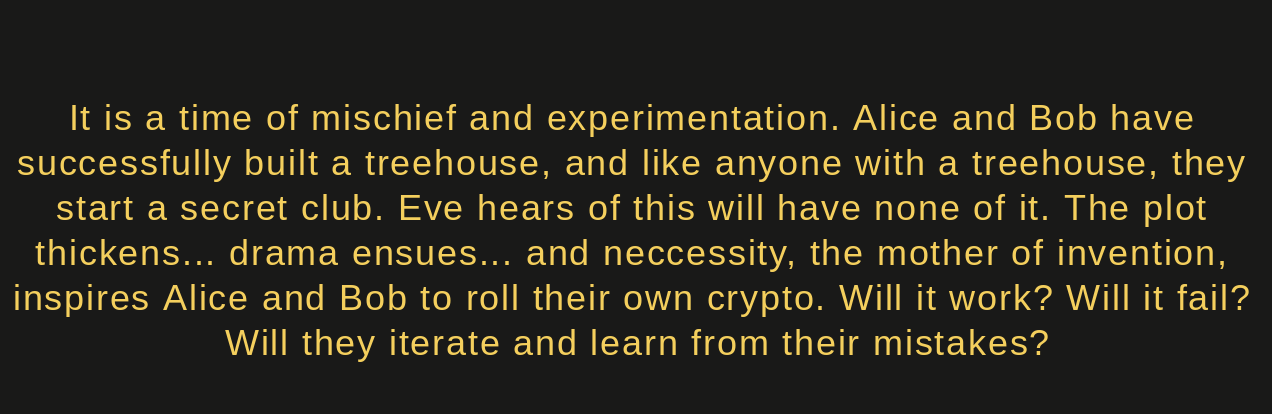 It is a time of mischief and experimentation. Alice and Bob have
successfully built a treehouse, and like anyone with a treehouse, they
start a secret club. Eve hears of this will have none of it. The plot
thickens... drama ensues... and neccessity, the mother of invention,
inspires Alice and Bob to roll their own crypto. Will it work? Will it fail?
Will they iterate and learn from their mistakes?